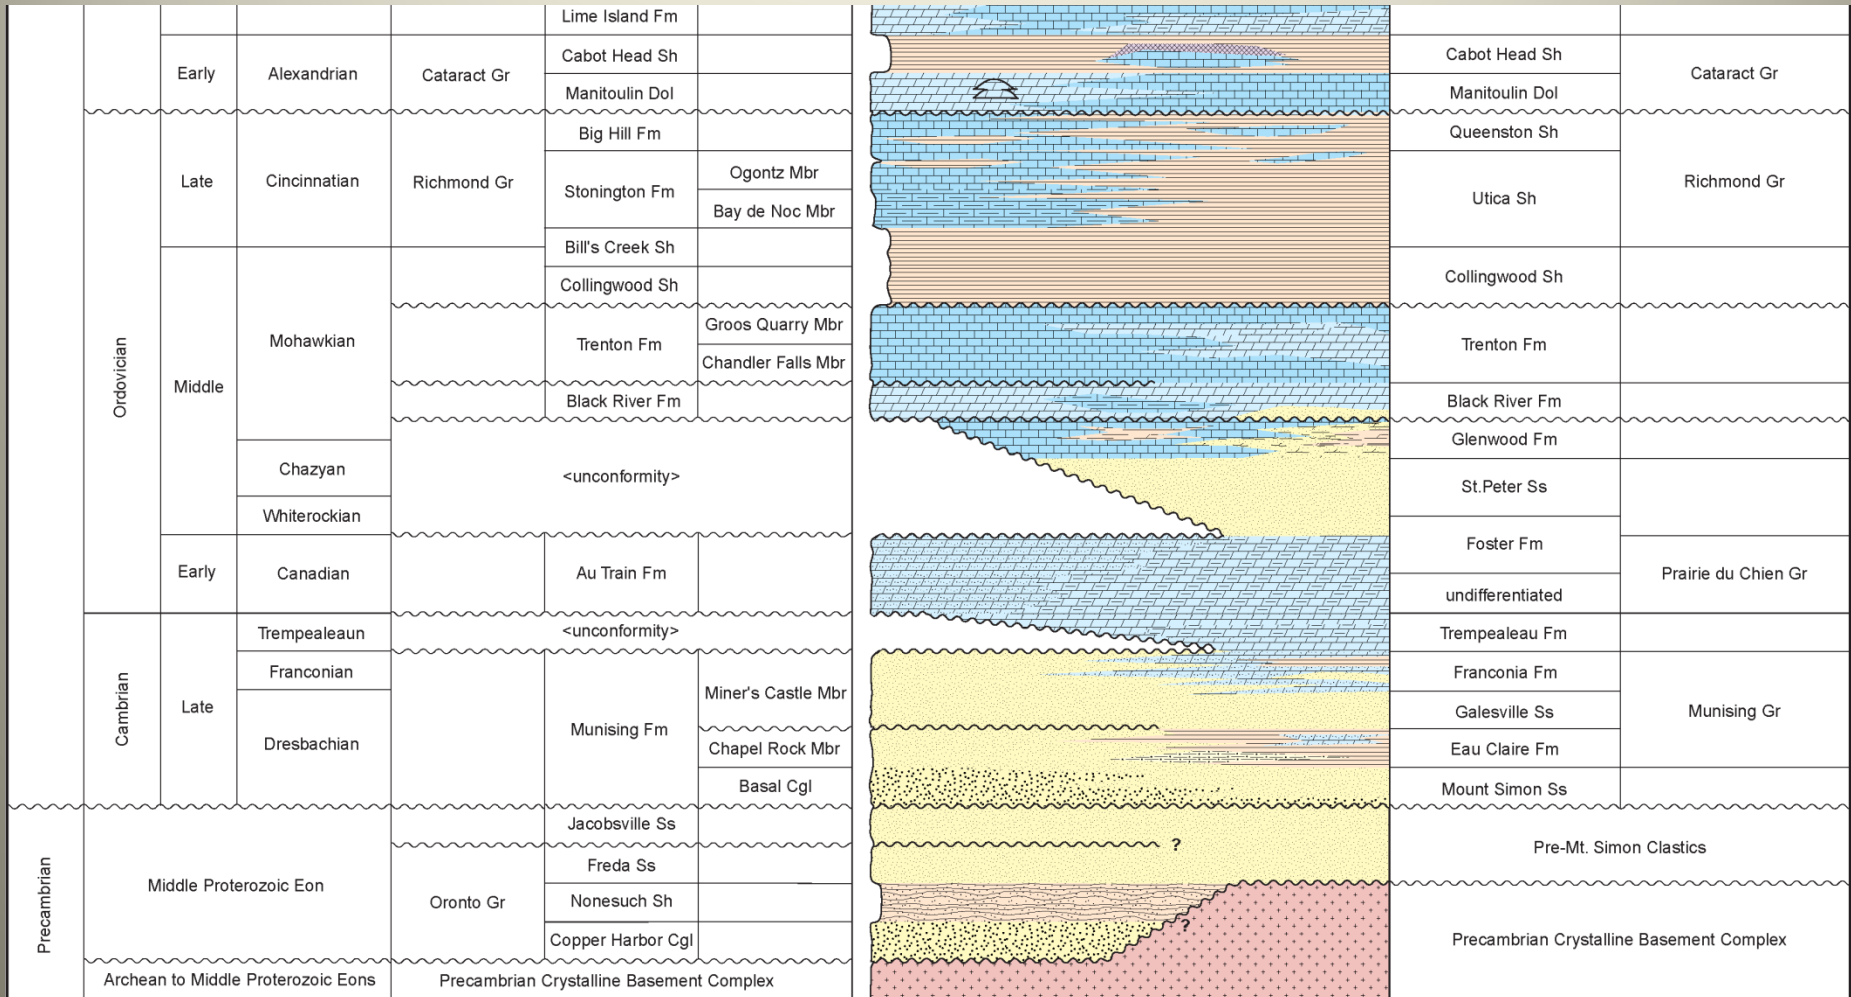 Lime Island Fm
Early
Alexandrian
Cataract Gr
Cabot Head Sh
Manitoulin Dol
Cabot Head Sh
Manitoulin Dol
Cataract Gr
Ordovician
Late
Cincinnatian
Richmond Gr
Big Hill Fm
Stonington Fm
Ogontz Mbr
Bay de Noc Mbr
Bill's Creek Sh
Queenston Sh
Utica Sh
Richmond Gr
Middle
Mohawkian
Collingwood Sh
Collingwood Sh
Trenton Fm
Groos Quarry Mbr
Chandler Falls Mbr
Trenton Fm
Black River Fm
Black River Fm
Chazyan
Whiterockian
<unconformity>
Glenwood Fm
St.Peter Ss
Foster Fm
Early
Canadian
Au Train Fm
undifferentiated
Prairie du Chien Gr
Cambrian
Late
Trempealeaun
<unconformity>
Trempealeau Fm
Franconian
Dresbachian
Munising Fm
Miner's Castle Mbr
Chapel Rock Mbr
Basal Cgl
Franconia Fm
Galesville Ss
Eau Claire Fm
Mount Simon Ss
Munising Gr
Precambrian
Middle Proterozoic Eon
Jacobsville Ss
?
Pre-Mt. Simon Clastics
Oronto Gr
Freda Ss
Nonesuch Sh
Copper Harbor Cgl
?
Precambrian Crystalline Basement Complex
Archean to Middle Proterozoic Eons
Precambrian Crystalline Basement Complex